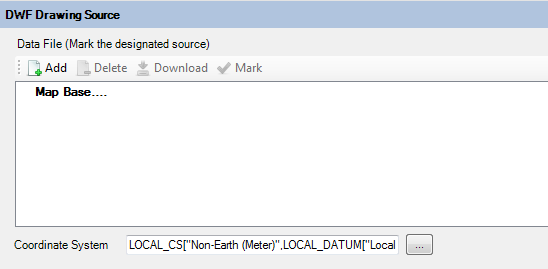 DWF Drawing Source
Data File (Mark the designated source)
Add Delete Download Mark
Map Base....
Coordinate System LOCAL_CS["Non-Earth (Meter)",LOCAL_DATUM["Local ...